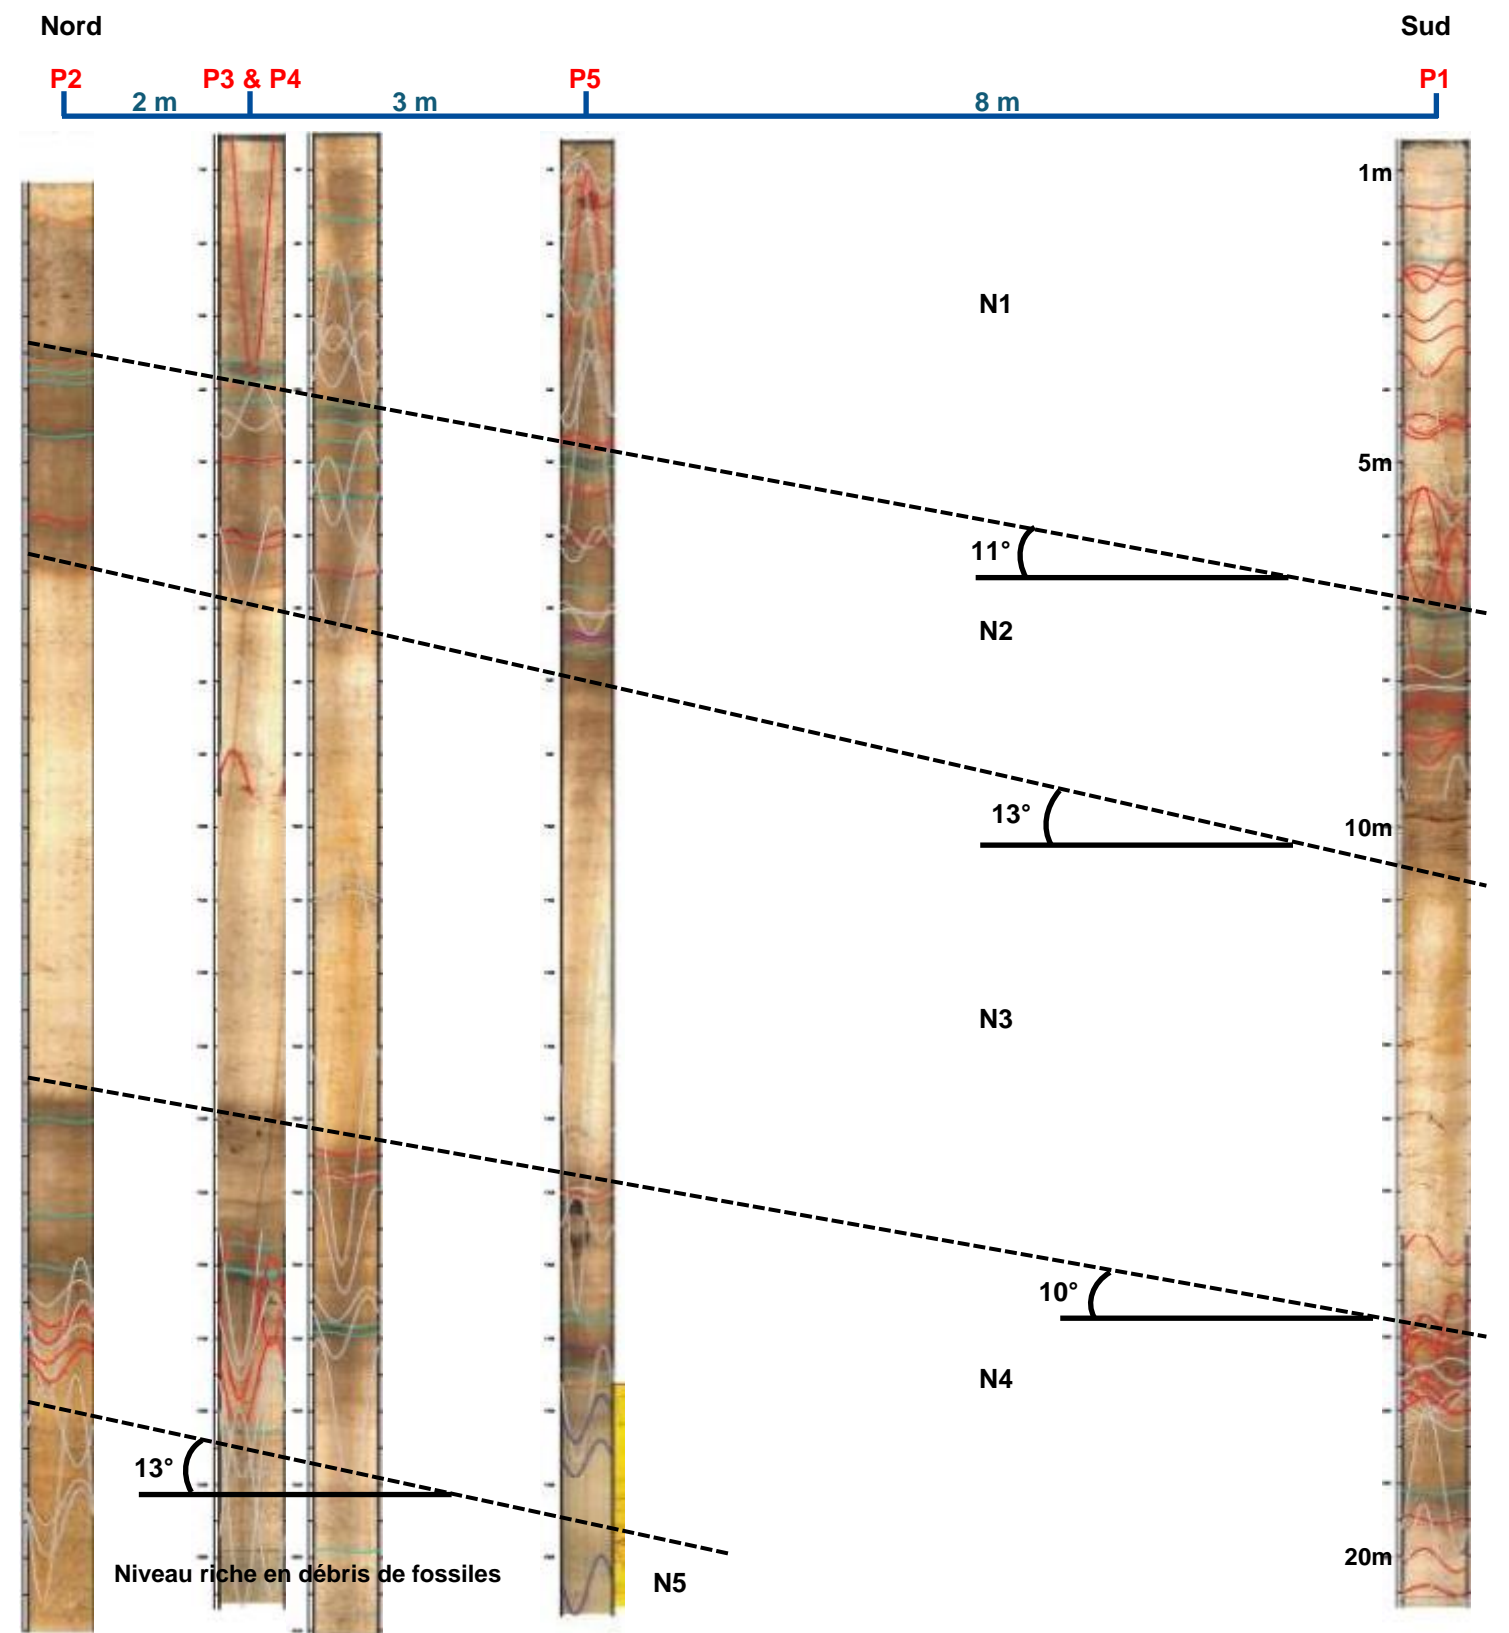 Nord Sud
P2 P3 & P4 P5 P1
2 m 3 m 8 m
1m
N1
5m
11°
N2
13°
10m
N3
10°
N4
13°
20m
Niveau riche en débris de fossiles
N5